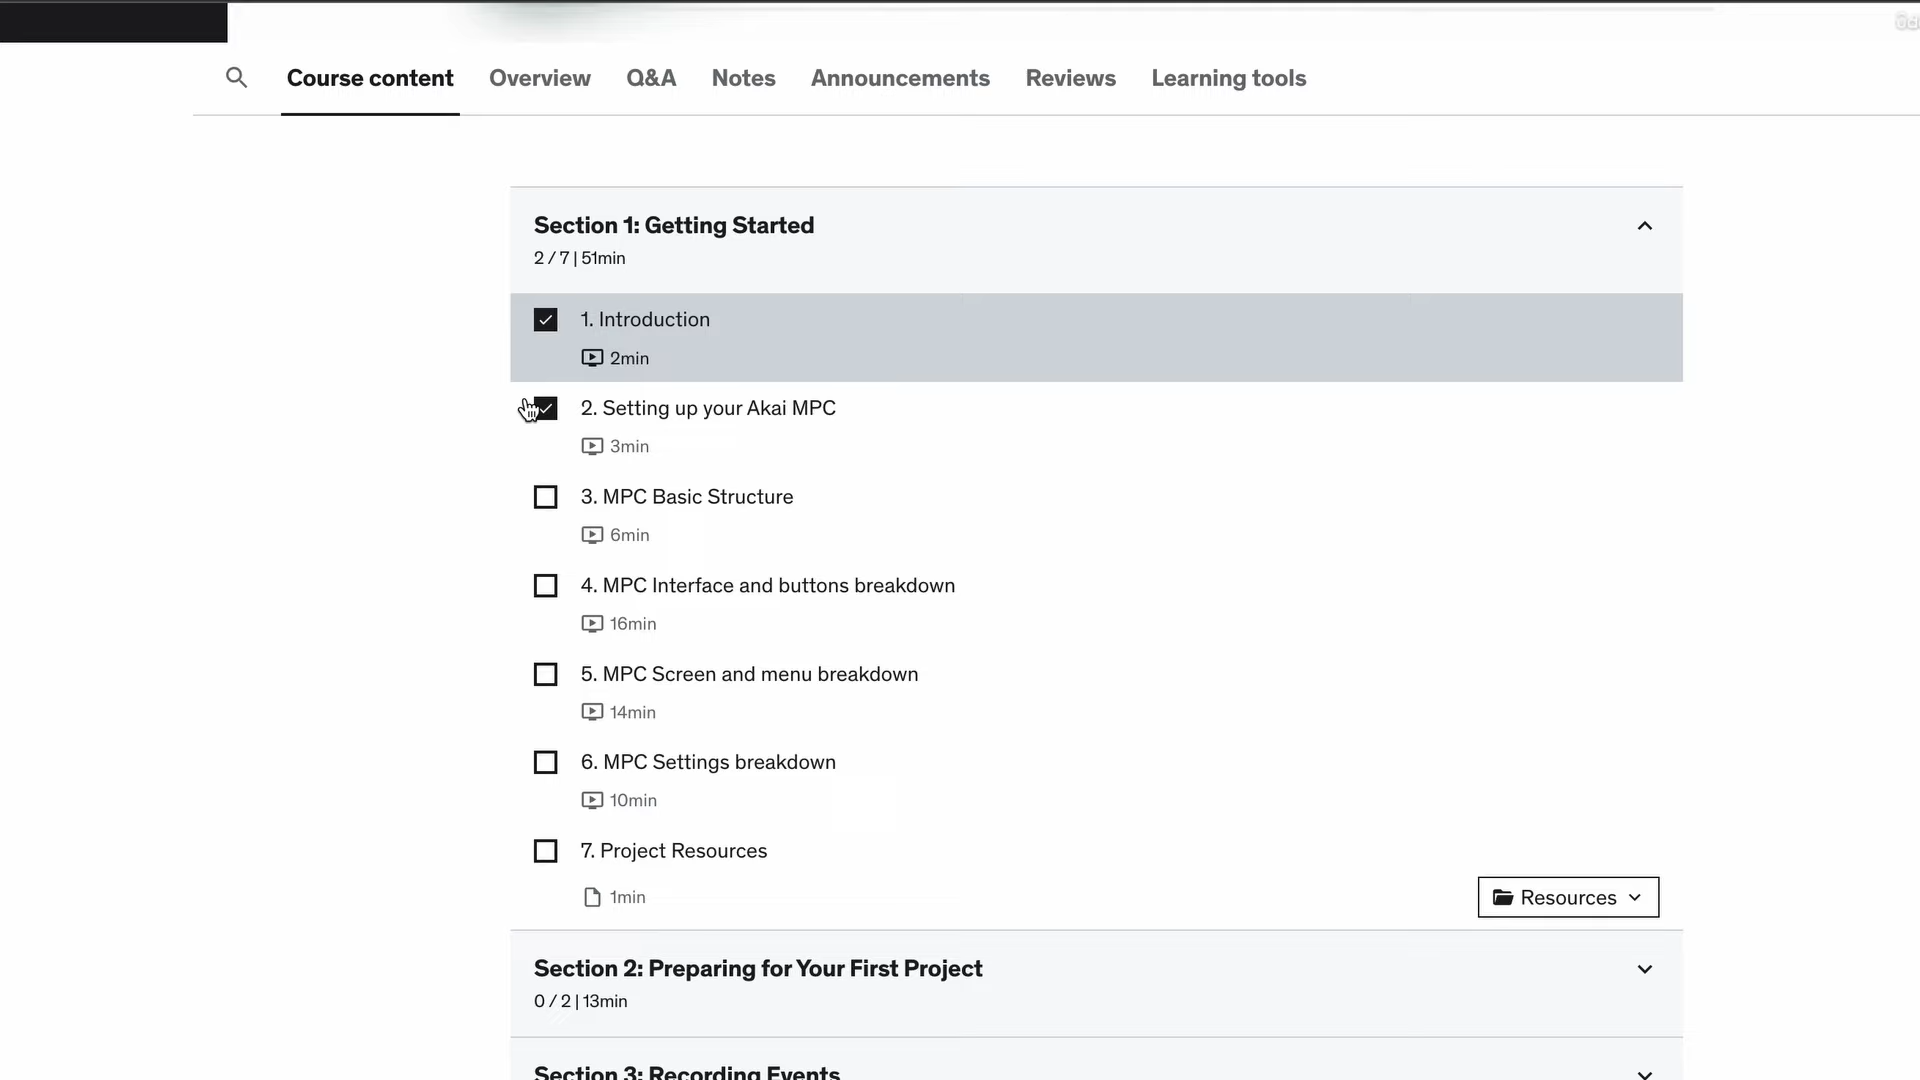 Course content Overview Q&A Notes Announcements Reviews Learning tools
Section 1: Getting Started
2 / 7 | 51min
1. Introduction
2min
2. Setting up your Akai MPC
3min
3. MPC Basic Structure
6min
4. MPC Interface and buttons breakdown
16min
5. MPC Screen and menu breakdown
14min
6. MPC Settings breakdown
10min
7. Project Resources
1min
Resources
Section 2: Preparing for Your First Project
0 / 2 | 13min
Section 3: Recording Events